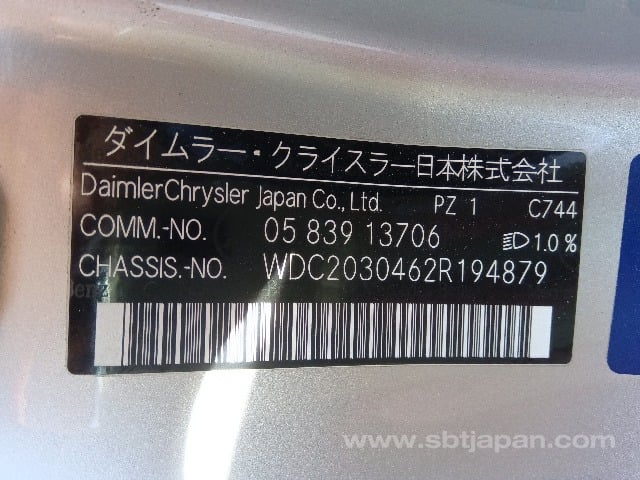 ダイムラー・クライスラー日本株式会社
DaimlerChrysler Japan Co., Ltd. PZ 1 C744
COMM.-NO. 05 839 13706 1.0 %
CHASSIS.-NO. WDC2030462R194879
Benz
www.sbtjapan.com